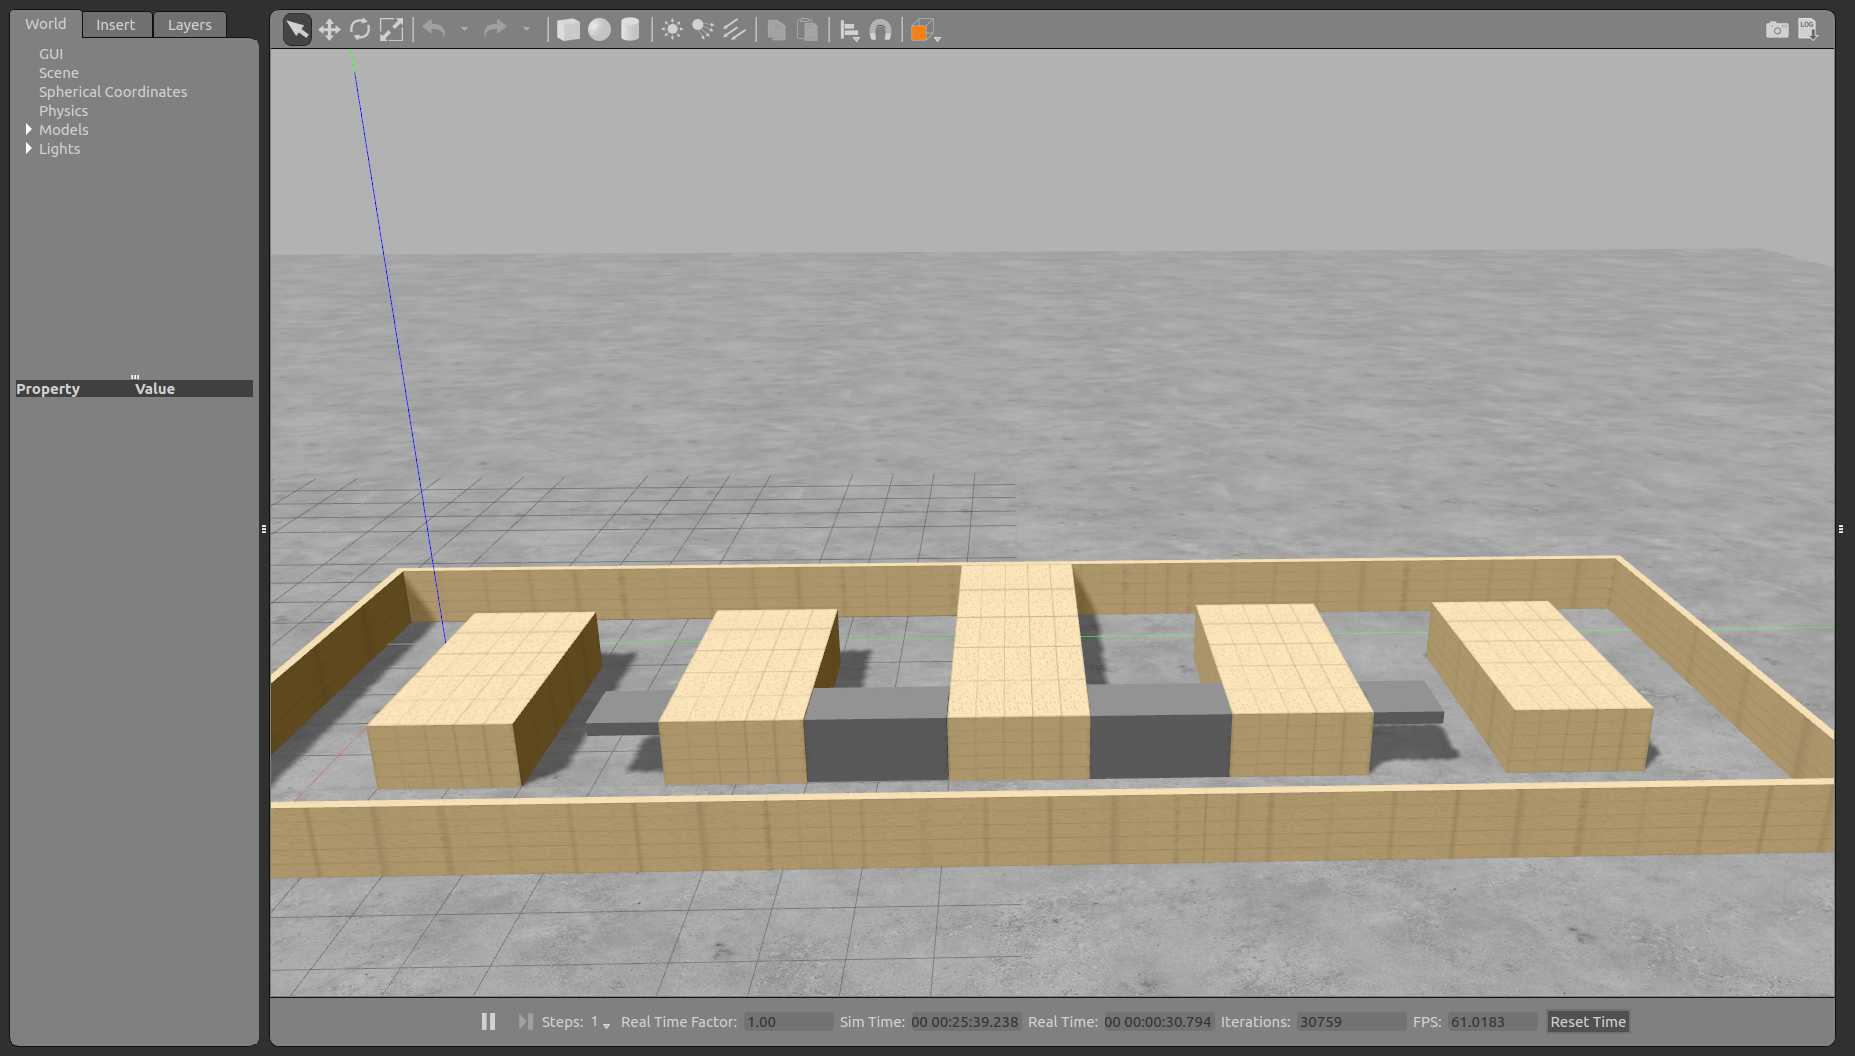 World Insert Layers
GUI
Scene
Spherical Coordinates
Physics
Models
Lights
Property Value
LOG
Steps: 1 Real Time Factor: 1.00 Sim Time: 00 00:25:39.238 Real Time: 00 00:00:30.794 Iterations: 30759 FPS: 61.0183 Reset Time